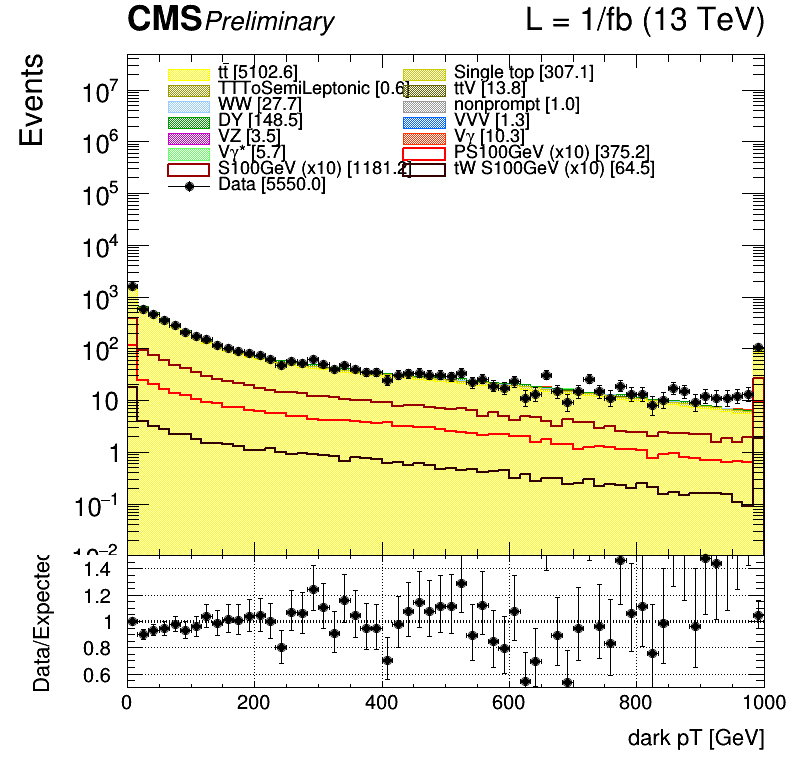 CMS Preliminary L = 1/fb (13 TeV)
Events
tt̄ [5102.6] Single top [307.1]
TTToSemiLeptonic [0.6] ttV [13.8]
WW [27.7] nonprompt [1.0]
DY [148.5] VVV [1.3]
VZ [3.5] Vγ [10.3]
Vγ* [5.7] PS100GeV (x10) [375.2]
S100GeV (x10) [1181.2] tW S100GeV (x10) [64.5]
Data [5550.0]
10⁷
10⁶
10⁵
10⁴
10³
10²
10
1
10⁻¹
10⁻²
Data/Expected
1.4
1.2
1
0.8
0.6
0 200 400 600 800 1000
dark pT [GeV]